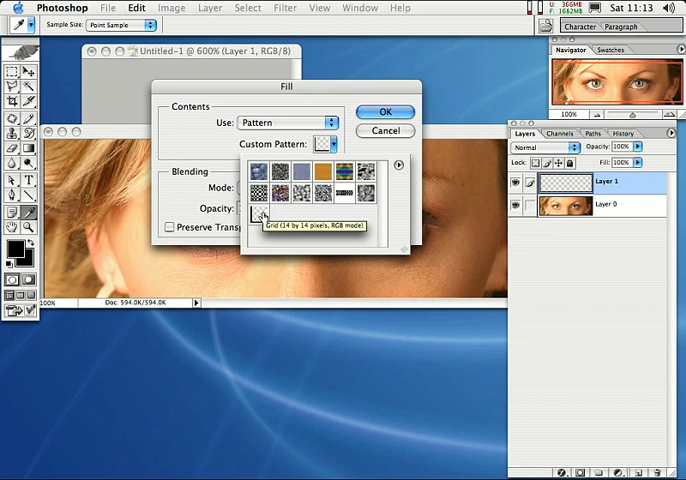 Photoshop File Edit Image Layer Select Filter View Window Help U: 366MB F: 1682MB Sat 11:13
Sample Size: Point Sample Character Paragraph
Untitled-1 @ 600% (Layer 1, RGB/8)
Navigator Swatches
100%
Fill
Contents
Use: Pattern
Custom Pattern:
OK
Cancel
Blending
Mode:
Opacity:
Preserve Transp
Grid (14 by 14 pixels, RGB mode)
100% Doc: 594.0K/594.0K
Layers Channels Paths History
Normal Opacity: 100%
Lock: Fill: 100%
Layer 1
Layer 0